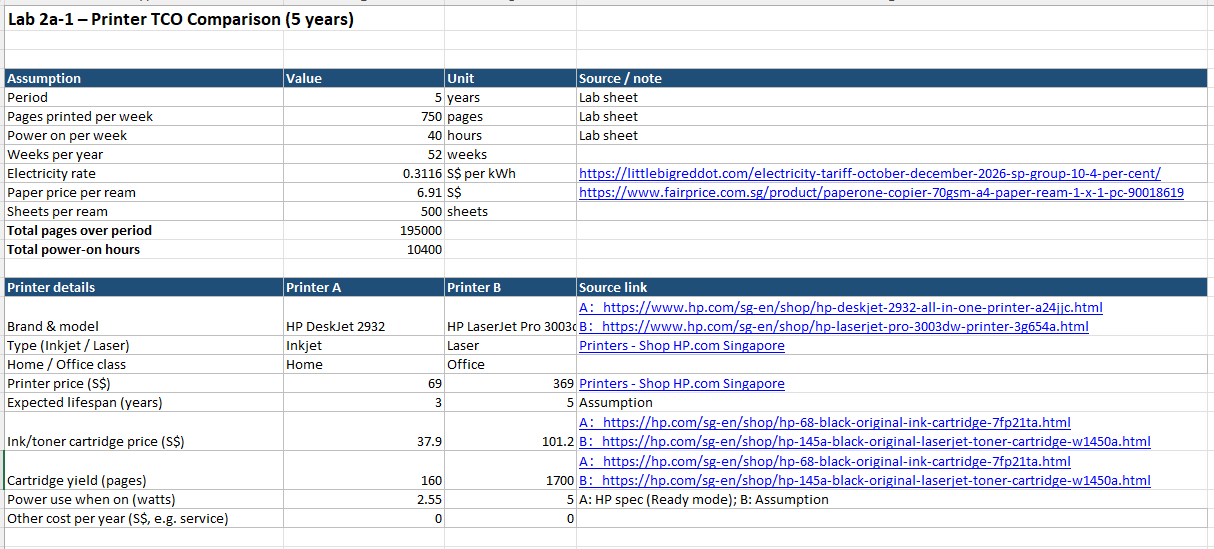 Lab 2a-1 – Printer TCO Comparison (5 years)
Assumption Value Unit Source / note
Period 5 years Lab sheet
Pages printed per week 750 pages Lab sheet
Power on per week 40 hours Lab sheet
Weeks per year 52 weeks
Electricity rate 0.3116 S$ per kWh https://littlebigreddot.com/electricity-tariff-october-december-2026-sp-group-10-4-per-cent/
Paper price per ream 6.91 S$ https://www.fairprice.com.sg/product/paperone-copier-70gsm-a4-paper-ream-1-x-1-pc-90018619
Sheets per ream 500 sheets
Total pages over period 195000
Total power-on hours 10400
Printer details Printer A Printer B Source link
A：https://www.hp.com/sg-en/shop/hp-deskjet-2932-all-in-one-printer-a24jjc.html
Brand & model HP DeskJet 2932 HP LaserJet Pro 3003d B：https://www.hp.com/sg-en/shop/hp-laserjet-pro-3003dw-printer-3g654a.html
Type (Inkjet / Laser) Inkjet Laser Printers - Shop HP.com Singapore
Home / Office class Home Office
Printer price (S$) 69 369 Printers - Shop HP.com Singapore
Expected lifespan (years) 3 5 Assumption
A：https://hp.com/sg-en/shop/hp-68-black-original-ink-cartridge-7fp21ta.html
Ink/toner cartridge price (S$) 37.9 101.2 B：https://hp.com/sg-en/shop/hp-145a-black-original-laserjet-toner-cartridge-w1450a.html
A：https://hp.com/sg-en/shop/hp-68-black-original-ink-cartridge-7fp21ta.html
Cartridge yield (pages) 160 1700 B：https://hp.com/sg-en/shop/hp-145a-black-original-laserjet-toner-cartridge-w1450a.html
Power use when on (watts) 2.55 5 A: HP spec (Ready mode); B: Assumption
Other cost per year (S$, e.g. service) 0 0